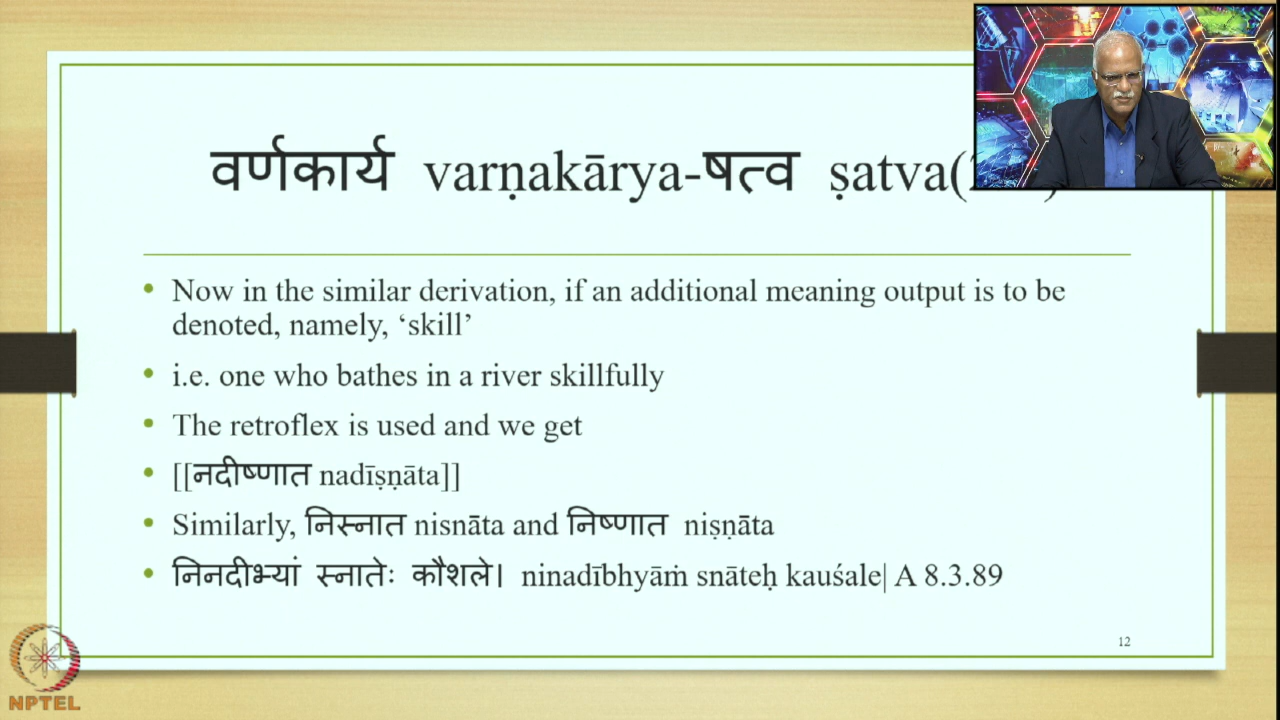 वर्णकार्य varṇakārya-षत्व ṣatva(
• Now in the similar derivation, if an additional meaning output is to be
denoted, namely, ‘skill’
• i.e. one who bathes in a river skillfully
• The retroflex is used and we get
• [[नदीष्णात nadīṣṇāta]]
• Similarly, निस्नात nisnāta and निष्णात niṣṇāta
• निनदीभ्यां स्नातेः कौशले। ninadībhyāṁ snāteḥ kauśale| A 8.3.89
12
NPTEL